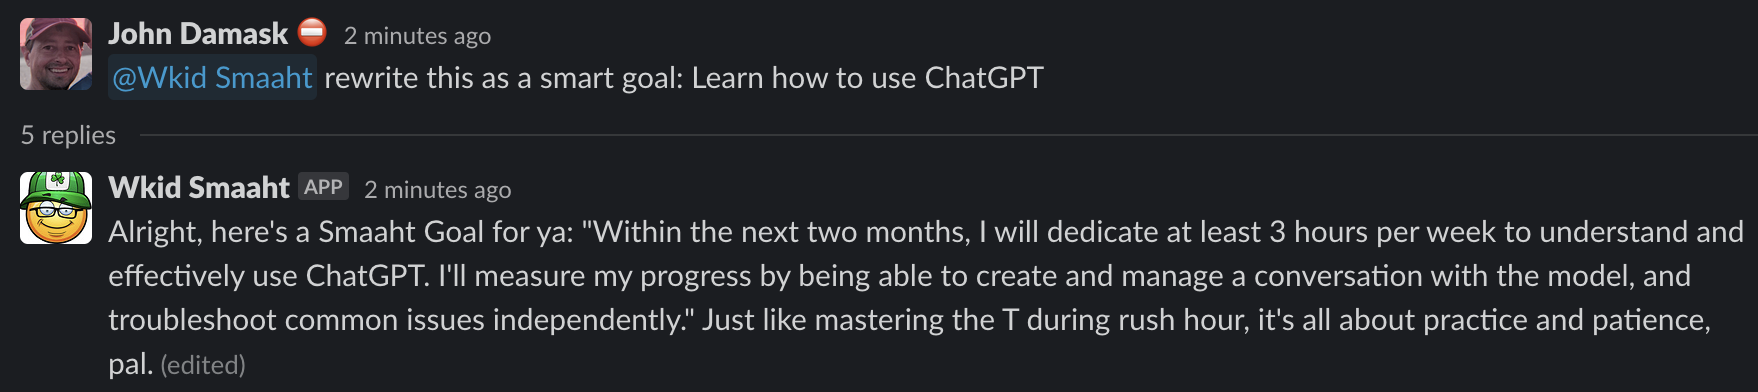 John Damask 2 minutes ago
@Wkid Smaaht rewrite this as a smart goal: Learn how to use ChatGPT
5 replies
Wkid Smaaht APP 2 minutes ago
Alright, here's a Smaaht Goal for ya: "Within the next two months, I will dedicate at least 3 hours per week to understand and
effectively use ChatGPT. I'll measure my progress by being able to create and manage a conversation with the model, and
troubleshoot common issues independently." Just like mastering the T during rush hour, it's all about practice and patience,
pal. (edited)